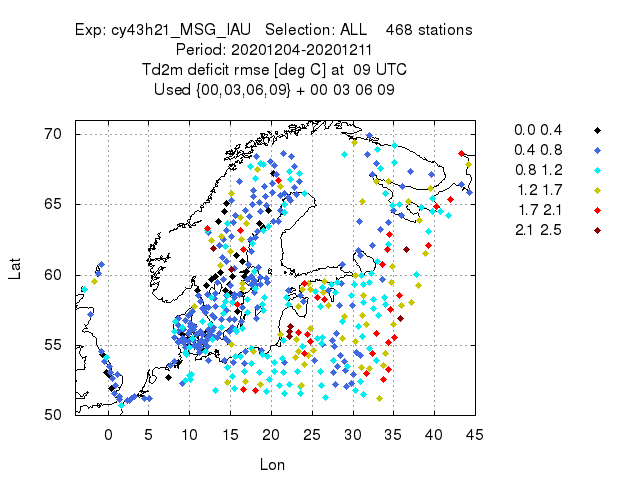 Exp: cy43h21_MSG_IAU   Selection: ALL    468 stations
Period: 20201204-20201211
Td2m deficit rmse [deg C] at  09 UTC
Used {00,03,06,09} + 00 03 06 09
0.0 0.4
0.4 0.8
0.8 1.2
1.2 1.7
1.7 2.1
2.1 2.5
70
65
60
55
50
Lat
0 5 10 15 20 25 30 35 40 45
Lon